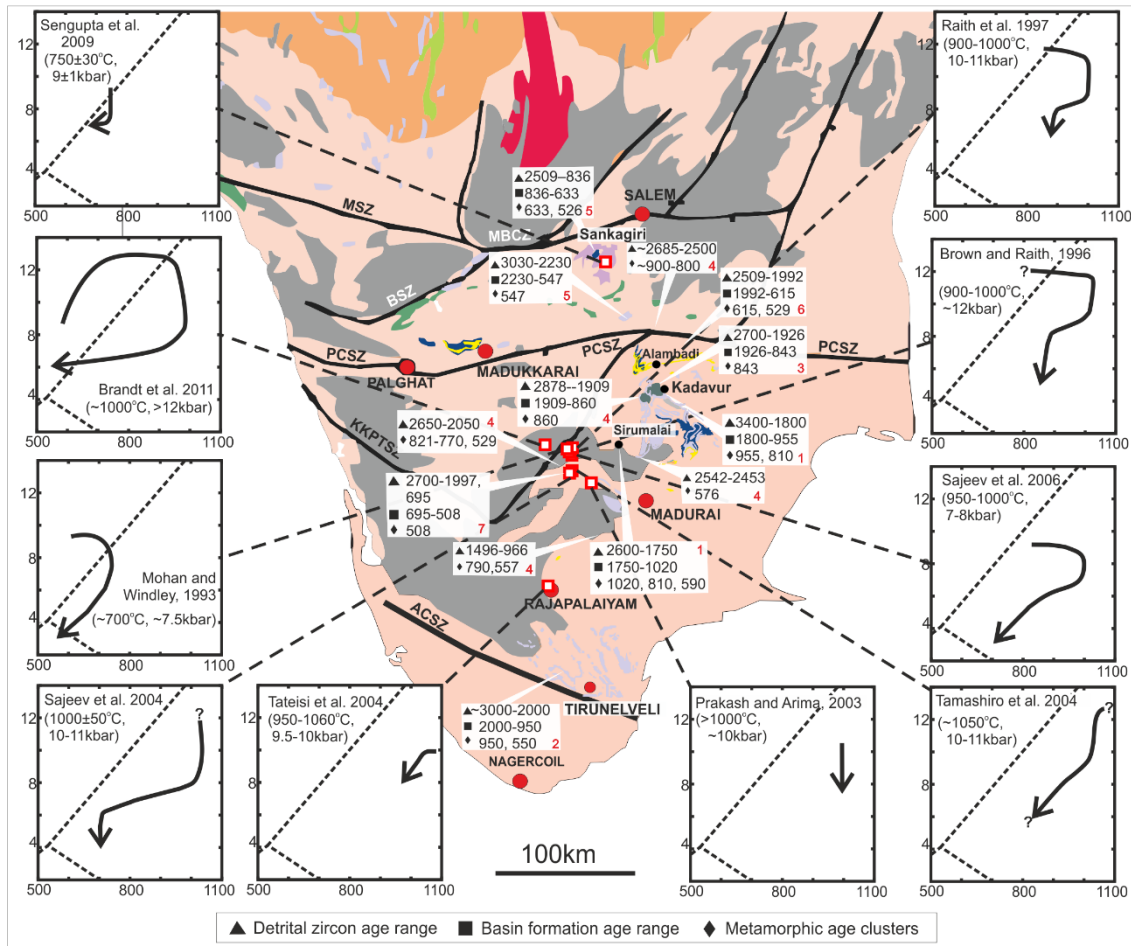 Sengupta et al.
2009
(750±30°C,
9±1kbar)
12
8
4
500
800
1100
Raith et al. 1997
(900-1000°C,
10-11kbar)
12
8
4
500
800
1100
Brandt et al. 2011
(~1000°C, >12kbar)
12
8
4
500
800
1100
Brown and Raith, 1996
(900-1000°C,
~12kbar)
?
12
8
4
500
800
1100
Mohan and
Windley, 1993
(~700°C, ~7.5kbar)
12
8
4
500
800
1100
Sajeev et al. 2006
(950-1000°C,
7-8kbar)
12
8
4
500
800
1100
Sajeev et al. 2004
(1000±50°C,
10-11kbar)
?
12
8
4
500
800
1100
Tateisi et al. 2004
(950-1060°C,
9.5-10kbar)
12
8
4
500
800
1100
Prakash and Arima, 2003
(>1000°C,
~10kbar)
12
8
4
500
800
1100
Tamashiro et al. 2004
(~1050°C,
10-11kbar)
?
?
12
8
4
500
800
1100
MSZ
MBCZ
BSZ
PCSZ
PCSZ
PCSZ
KKPTSZ
ACSZ
SALEM
Sankagiri
PALGHAT
MADUKKARAI
Alambadi
Kadavur
Sirumalai
MADURAI
RAJAPALAIYAM
TIRUNELVELI
NAGERCOIL
▲2509–836
■836-633
♦633, 526 5
▲3030-2230
■2230-547
♦547
5
▲~2685-2500
♦~900-800 4
▲2509-1992
■1992-615
♦615, 529 6
▲2700-1926
■1926-843
♦843 3
▲2878--1909
■1909-860
♦860 4
▲3400-1800
■1800-955
♦955, 810 1
▲2650-2050 4
♦821-770, 529
▲2542-2453
♦576 4
▲2700-1997,
695
■695-508
♦508 7
▲1496-966
♦790,557 4
▲2600-1750 1
■1750-1020
♦1020, 810, 590
▲~3000-2000
■2000-950
♦950, 550 2
100km
▲ Detrital zircon age range ■ Basin formation age range ♦ Metamorphic age clusters